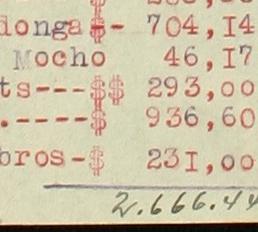 $
donga$- 704,14
Mocho 46,17
ts---$$ 293,00
.----$ 936,60
bros-$ 231,00
2.666.44